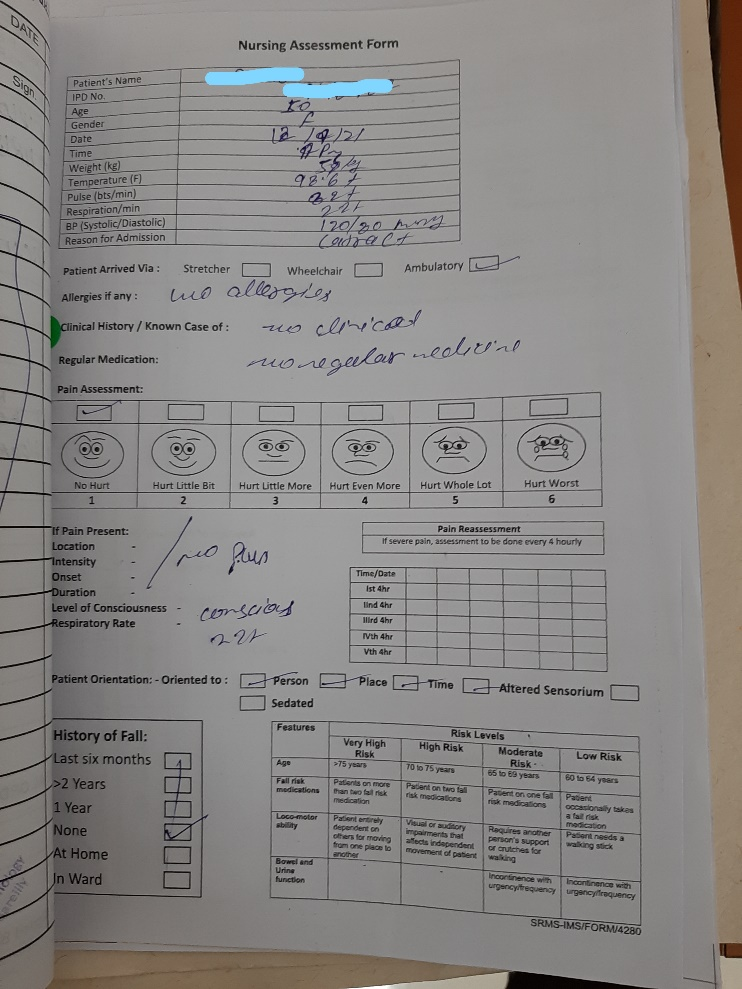 DATE
Sign.
Nursing Assessment Form
Patient's Name
IPD No.
Age 50
Gender F
Date 12/9/21
Time
Weight (kg) 55 kg
Temperature (F) 98.6 f
Pulse (bts/min) 82 t
Respiration/min 22 t
BP (Systolic/Diastolic) 120/80 mmHg
Reason for Admission
Patient Arrived Via : Stretcher Wheelchair Ambulatory
Allergies if any : no allergies
Clinical History / Known Case of : no clinical
Regular Medication: no regular medicine
Pain Assessment:
No Hurt Hurt Little Bit Hurt Little More Hurt Even More Hurt Whole Lot Hurt Worst
1 2 3 4 5 6
If Pain Present:
Location -
Intensity - no
Onset -
Duration -
Level of Consciousness - conscious
Respiratory Rate - 22 t
Pain Reassessment
If severe pain, assessment to be done every 4 hourly
Time/Date
Ist 4hr
IInd 4hr
IIIrd 4hr
IVth 4hr
Vth 4hr
Patient Orientation: - Oriented to : Person Place Time Altered Sensorium
Sedated
History of Fall:
Last six months
>2 Years
1 Year
None
At Home
In Ward
Features Risk Levels
Very High Risk High Risk Moderate Risk Low Risk
Age >75 years 70 to 75 years 65 to 69 years 60 to 64 years
Fall risk medications Patients on more than two fall risk medication Patient on two fall risk medications Patient on one fall risk medications Patient occasionally takes a fall risk medication
Loco-motor ability Patient entirely dependent on others for moving from one place to another Visual or auditory impairments that affects independent movement of patient Requires another person's support or crutches for walking Patient needs a walking stick
Bowel and Urine function Incontinence with urgency/frequency Incontinence with urgency/frequency
SRMS-IMS/FORM/4280